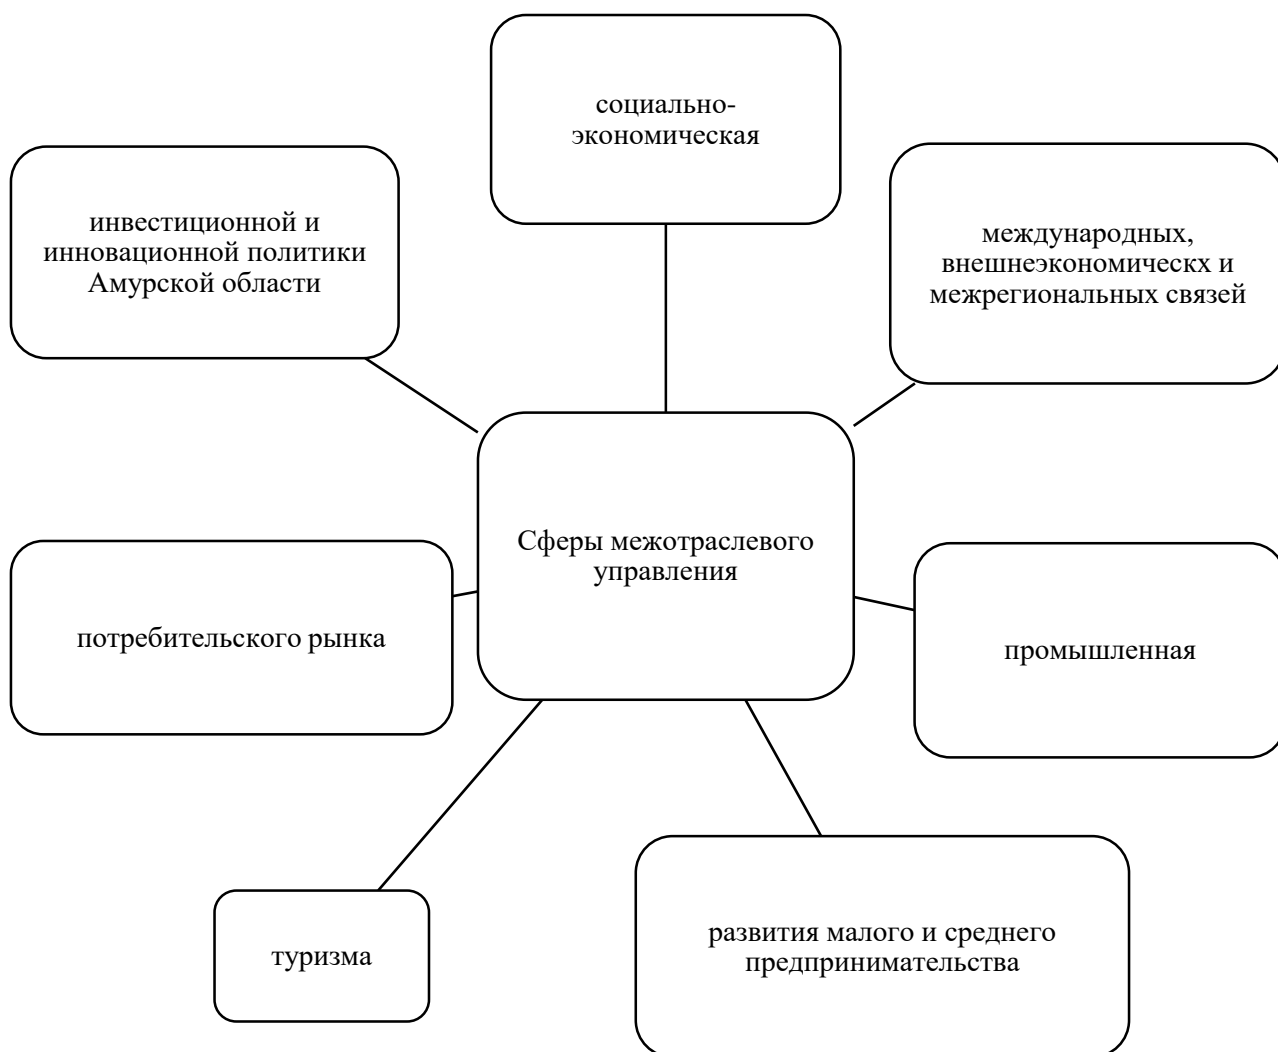 социально-
экономическая
инвестиционной и
инновационной политики
Амурской области
международных,
внешнеэкономическх и
межрегиональных связей
Сферы межотраслевого
управления
потребительского рынка
промышленная
туризма
развития малого и среднего
предпринимательства